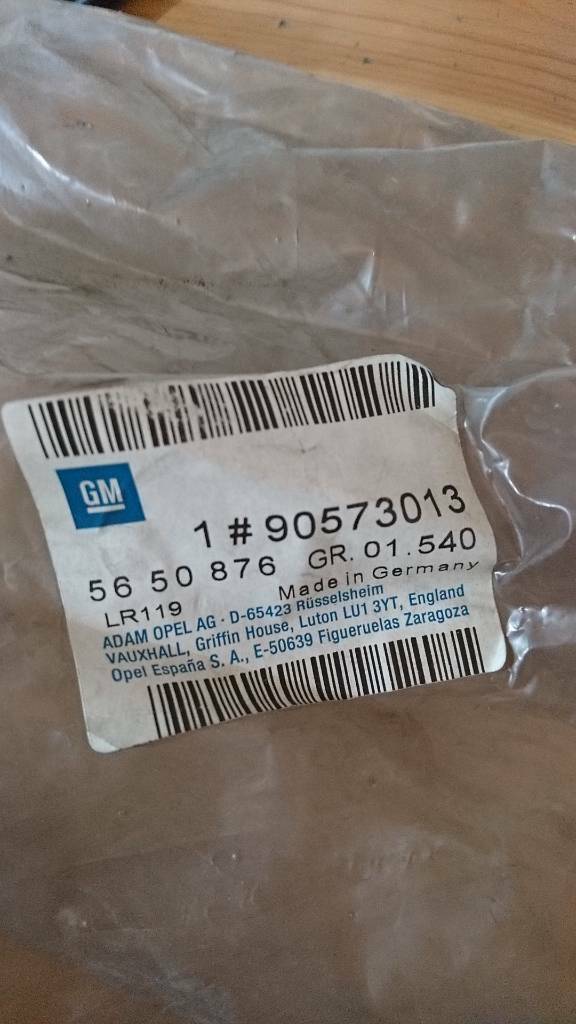 GM
1 # 90573013
56 50 876 GR. 01.540
LR119 Made in Germany
ADAM OPEL AG · D-65423 Rüsselsheim
VAUXHALL, Griffin House, Luton LU1 3YT, England
Opel España S. A., E-50639 Figueruelas Zaragoza